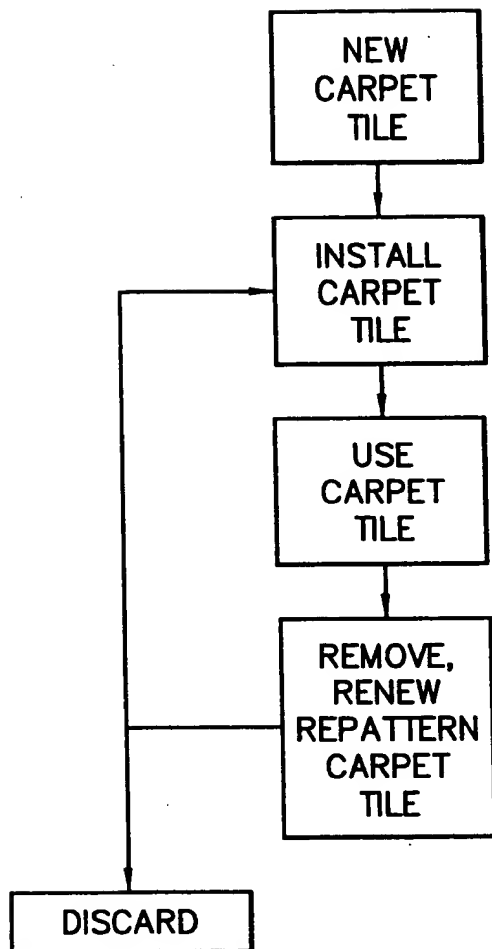 NEW
CARPET
TILE
INSTALL
CARPET
TILE
USE
CARPET
TILE
REMOVE,
RENEW
REPATTERN
CARPET
TILE
DISCARD